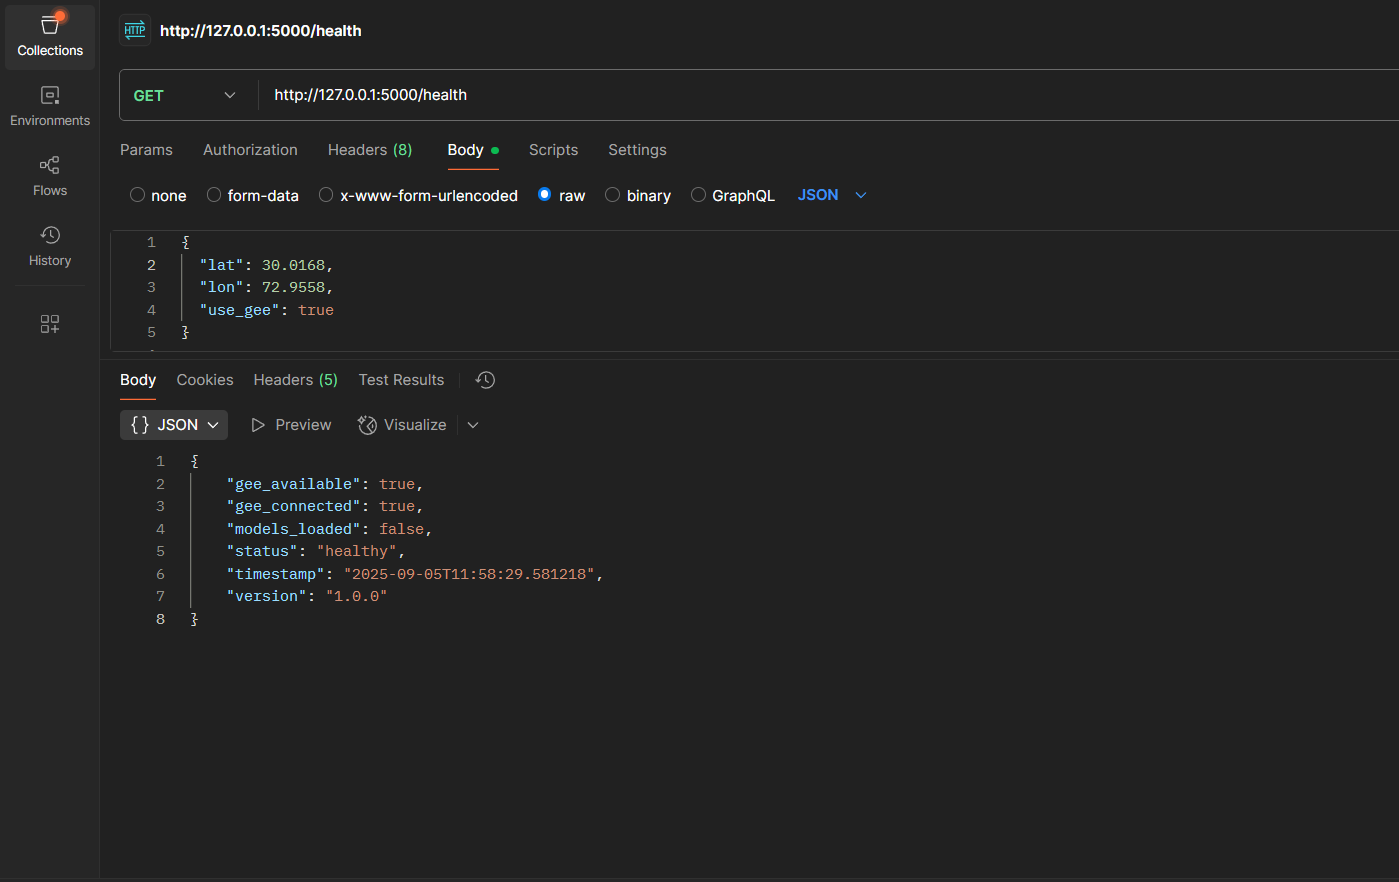 Collections
Environments
Flows
History
HTTP http://127.0.0.1:5000/health
GET http://127.0.0.1:5000/health
Params Authorization Headers (8) Body Scripts Settings
none form-data x-www-form-urlencoded raw binary GraphQL JSON
1 {
2 "lat": 30.0168,
3 "lon": 72.9558,
4 "use_gee": true
5 }
Body Cookies Headers (5) Test Results
{} JSON Preview Visualize
1 {
2 "gee_available": true,
3 "gee_connected": true,
4 "models_loaded": false,
5 "status": "healthy",
6 "timestamp": "2025-09-05T11:58:29.581218",
7 "version": "1.0.0"
8 }